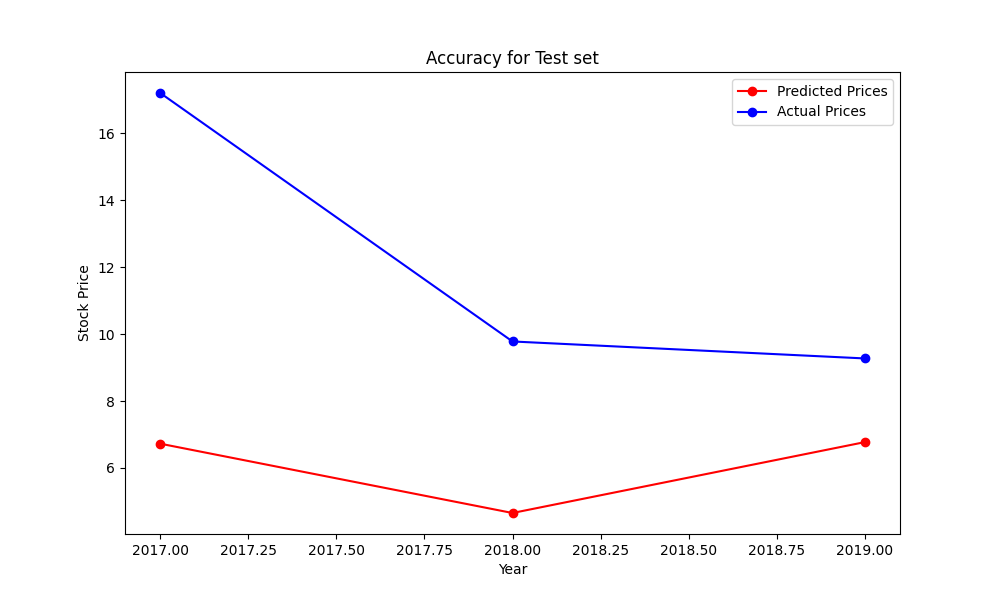 Accuracy for Test set
Predicted Prices
Actual Prices
Stock Price
16
14
12
10
8
6
2017.00 2017.25 2017.50 2017.75 2018.00 2018.25 2018.50 2018.75 2019.00
Year